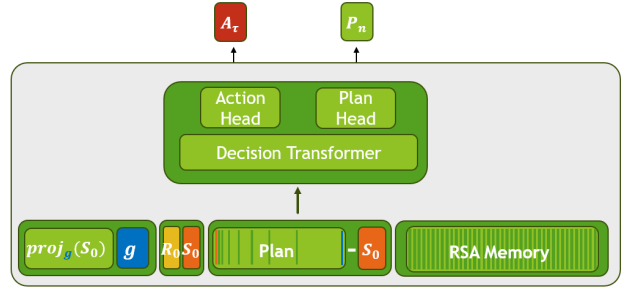 A_τ P_n
Action Head
Plan Head
Decision Transformer
proj_g(S_0) g R_0 S_0 Plan - S_0 RSA Memory